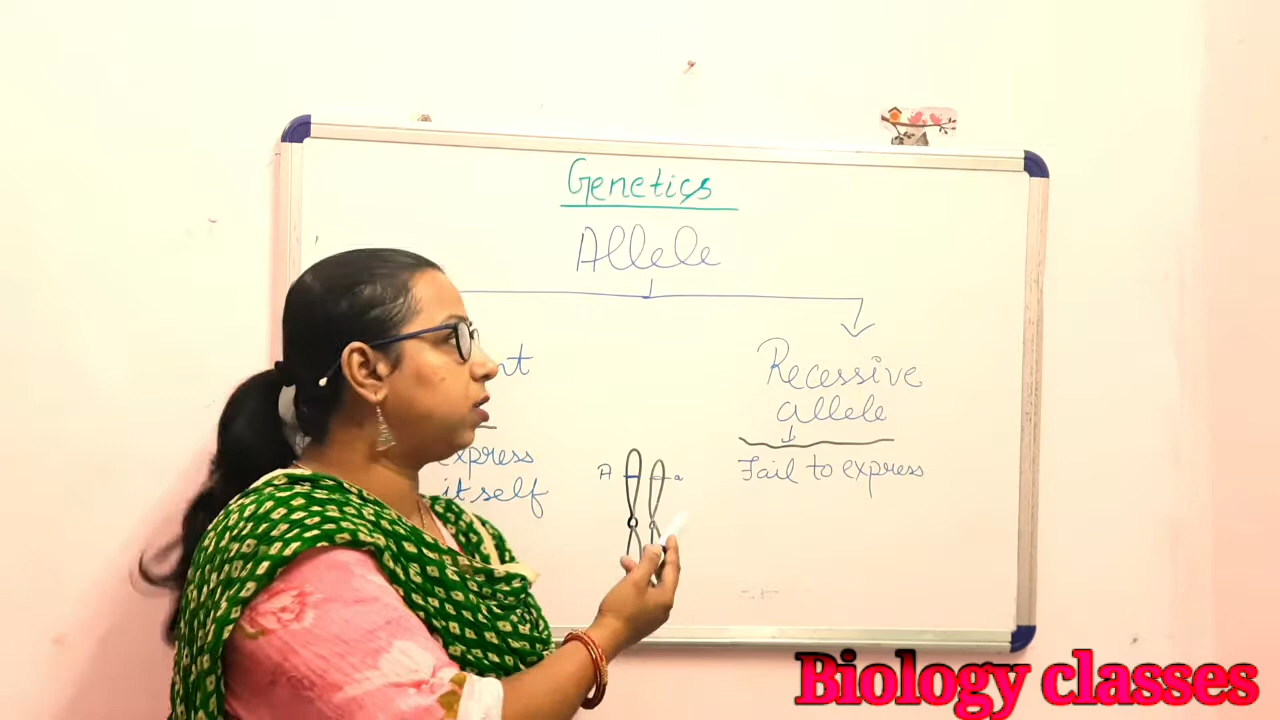 Genetics
Allele
Recessive
allele
Fail to express
express
itself
A
a
Biology classes